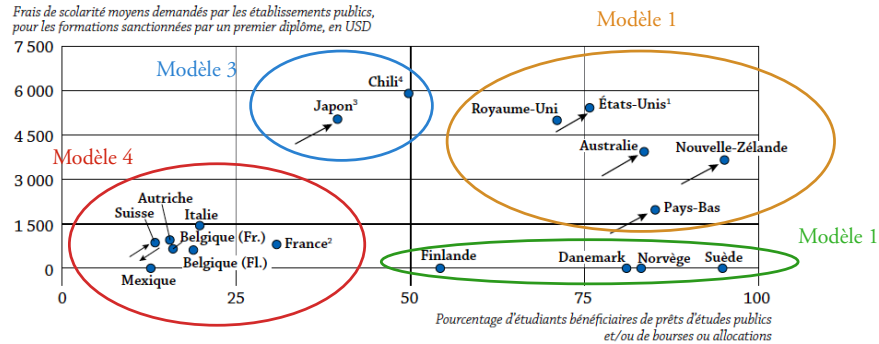 Frais de scolarité moyens demandés par les établissements publics,
pour les formations sanctionnées par un premier diplôme, en USD
Modèle 1
7 500
Modèle 3
Chili⁴
6 000
Japon³
Royaume-Uni
États-Unis¹
4 500
Australie
Nouvelle-Zélande
Modèle 4
3 000
Autriche
Suisse
Italie
Pays-Bas
1 500
Belgique (Fr.)
France²
Modèle 1
Finlande
Danemark
Norvège
Suède
Belgique (Fl.)
0
Mexique
0
25
50
75
100
Pourcentage d'étudiants bénéficiaires de prêts d'études publics
et/ou de bourses ou allocations